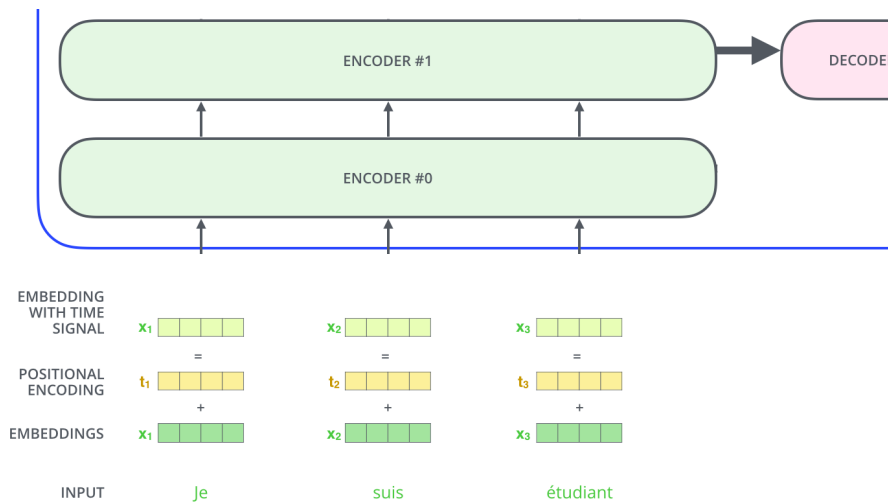 ENCODER #1
DECODE
ENCODER #0
EMBEDDING
WITH TIME
SIGNAL
x₁ x₂ x₃
= = =
POSITIONAL
ENCODING
t₁ t₂ t₃
+ + +
EMBEDDINGS x₁ x₂ x₃
INPUT Je suis étudiant